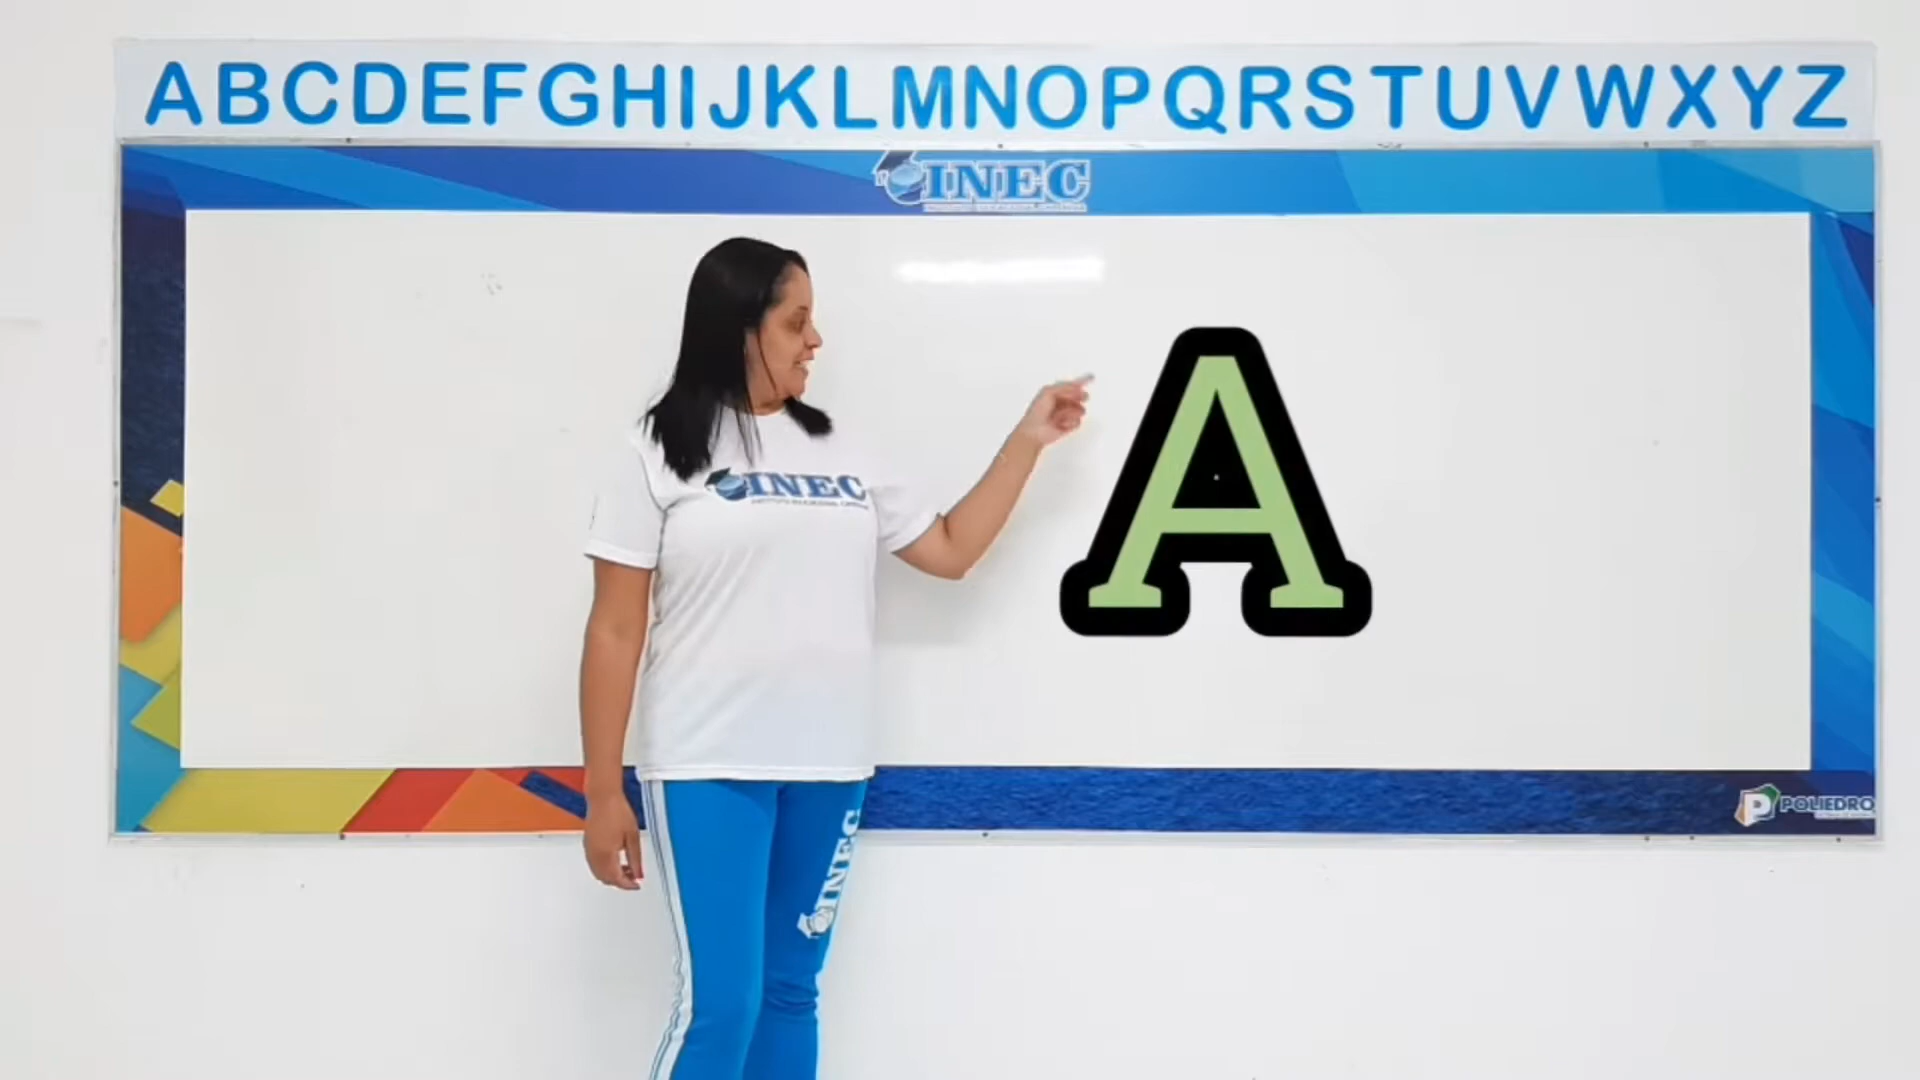 ABCDEFGHIJKLMNOPQRSTUVWXYZ
INEC
A
INEC
INEC
POLIEDRO